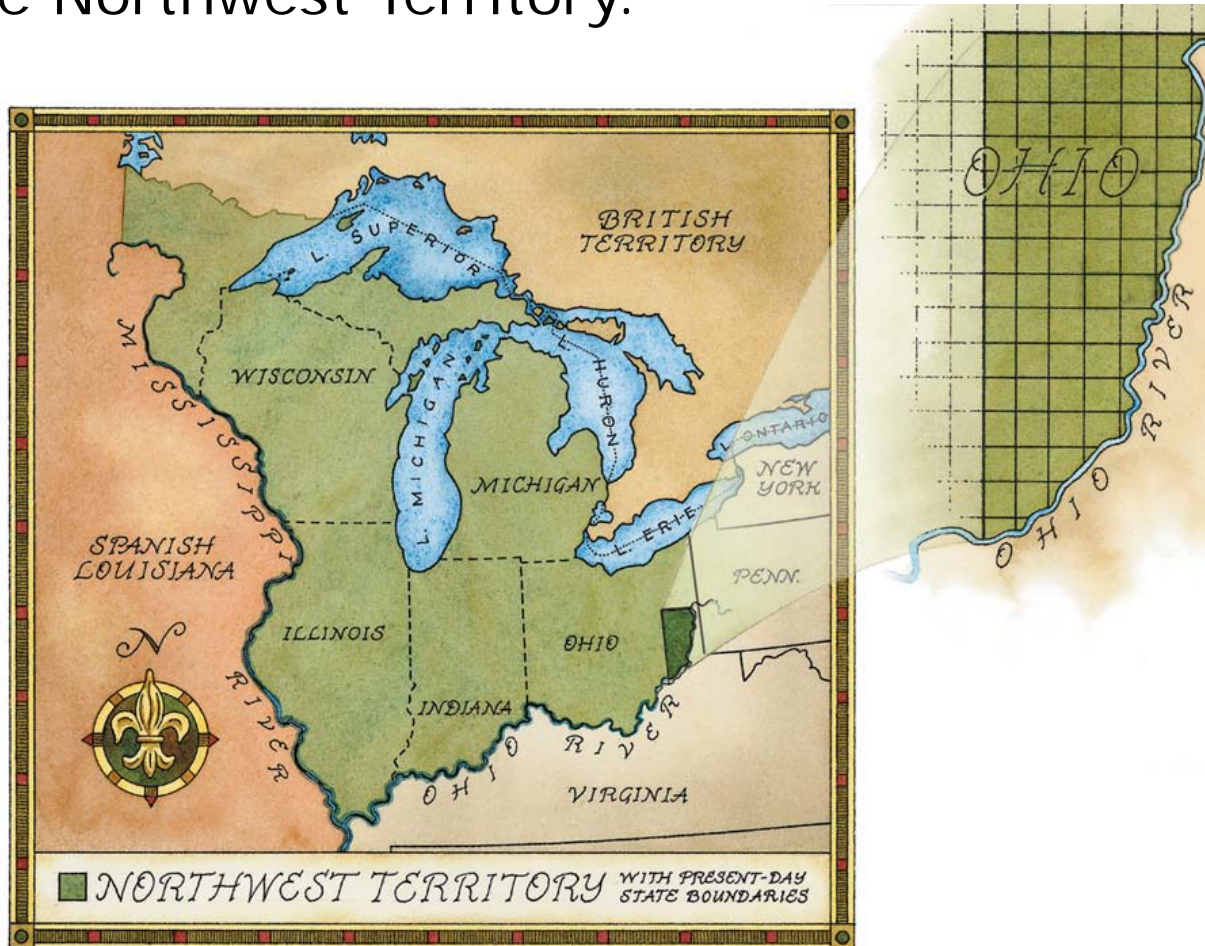 Northwest Territory.
OHIO
OHIO RIVER
BRITISH
TERRITORY
L. SUPERIOR
WISCONSIN
L. MICHIGAN
L. HURON
MICHIGAN
L. ONTARIO
NEW
YORK
L. ERIE
PENN.
MISSISSIPPI RIVER
SPANISH
LOUISIANA
N
ILLINOIS
INDIANA
OHIO
OHIO RIVER
VIRGINIA
NORTHWEST TERRITORY
WITH PRESENT-DAY
STATE BOUNDARIES